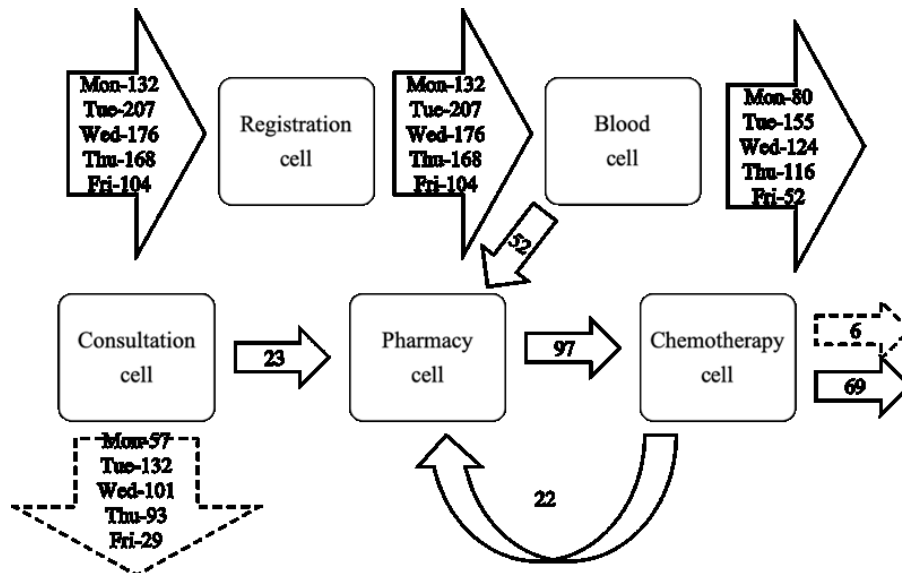 Mon-132
Tue-207
Wed-176
Thu-168
Fri-104
Registration
cell
Mon-132
Tue-207
Wed-176
Thu-168
Fri-104
Blood
cell
Mon-80
Tue-155
Wed-124
Thu-116
Fri-52
52
Consultation
cell
23
Pharmacy
cell
97
Chemotherapy
cell
6
69
Mon-57
Tue-132
Wed-101
Thu-93
Fri-29
22